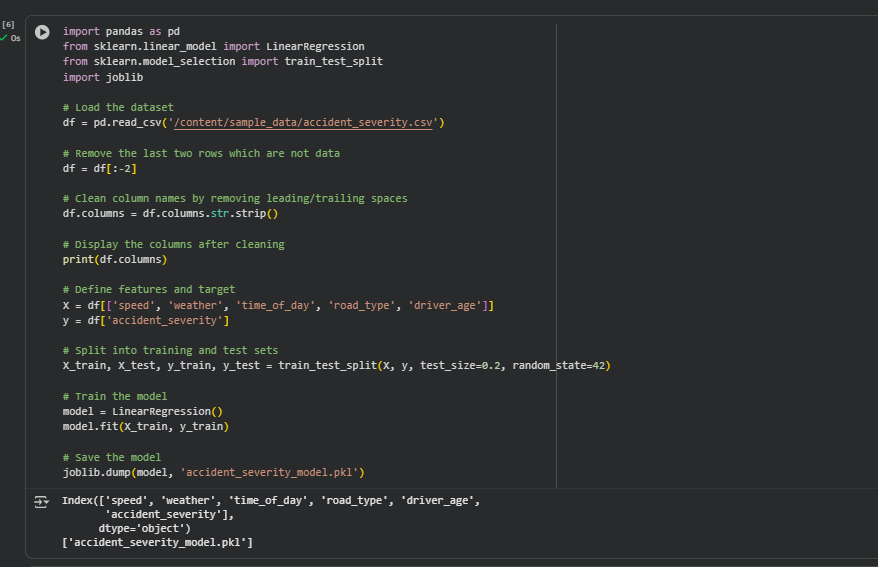 [6]
0s
import pandas as pd
from sklearn.linear_model import LinearRegression
from sklearn.model_selection import train_test_split
import joblib
# Load the dataset
df = pd.read_csv('/content/sample_data/accident_severity.csv')
# Remove the last two rows which are not data
df = df[:-2]
# Clean column names by removing leading/trailing spaces
df.columns = df.columns.str.strip()
# Display the columns after cleaning
print(df.columns)
# Define features and target
X = df[['speed', 'weather', 'time_of_day', 'road_type', 'driver_age']]
y = df['accident_severity']
# Split into training and test sets
X_train, X_test, y_train, y_test = train_test_split(X, y, test_size=0.2, random_state=42)
# Train the model
model = LinearRegression()
model.fit(X_train, y_train)
# Save the model
joblib.dump(model, 'accident_severity_model.pkl')
Index(['speed', 'weather', 'time_of_day', 'road_type', 'driver_age',
'accident_severity'],
dtype='object')
['accident_severity_model.pkl']